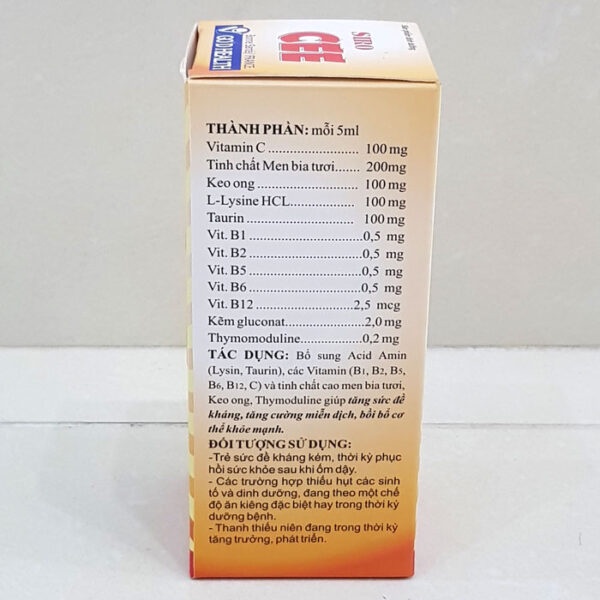 SIRO
CEE
EURO HEALTH
THÀNH PHẦN: mỗi 5ml
Vitamin C .......................... 100 mg
Tinh chất Men bia tươi....... 200mg
Keo ong ............................ 100 mg
L-Lysine HCL................... 100 mg
Taurin ............................... 100 mg
Vit. B1 ..............................0,5 mg
Vit. B2 ..............................0,5 mg
Vit. B5 ..............................0,5 mg
Vit. B6 ..............................0,5 mg
Vit. B12 ............................2,5 mcg
Kẽm gluconat.....................2,0 mg
Thymomoduline..................0,2 mg
TÁC DỤNG: Bổ sung Acid Amin
(Lysin, Taurin), các Vitamin (B1, B2, B5,
B6, B12, C) và tinh chất cao men bia tươi,
Keo ong, Thymoduline giúp tăng sức đề
kháng, tăng cường miễn dịch, bồi bổ cơ
thể khỏe mạnh.
ĐỐI TƯỢNG SỬ DỤNG:
-Trẻ sức đề kháng kém, thời kỳ phục
hồi sức khỏe sau khi ốm dậy.
- Các trường hợp thiếu hụt các sinh
tố và dinh dưỡng, đang theo một chế
độ ăn kiêng đặc biệt hay trong thời kỳ
dưỡng bệnh.
- Thanh thiếu niên đang trong thời kỳ
tăng trưởng, phát triển.